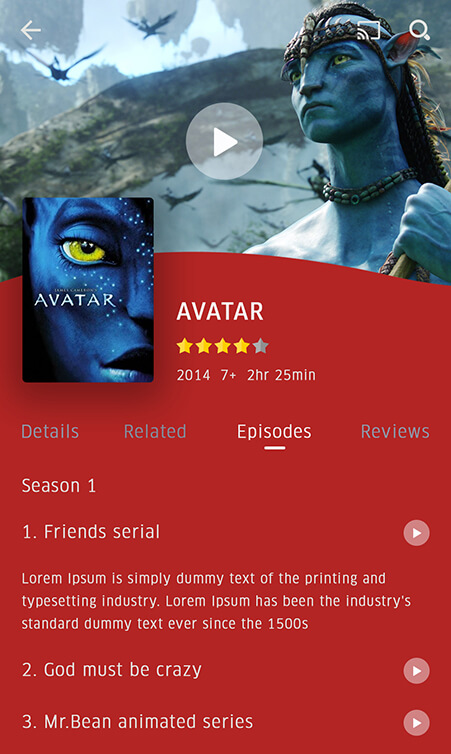 JAMES CAMERON'S
AVATAR
AVATAR
2014 7+ 2hr 25min
Details Related Episodes Reviews
Season 1
1. Friends serial
Lorem Ipsum is simply dummy text of the printing and
typesetting industry. Lorem Ipsum has been the industry's
standard dummy text ever since the 1500s
2. God must be crazy
3. Mr.Bean animated series